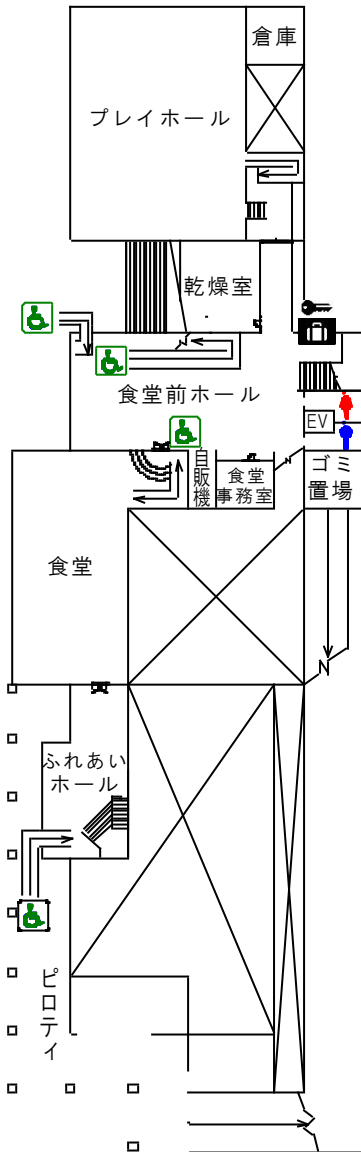 倉庫
プレイホール
乾燥室
食堂前ホール
EV
自販機
食堂
事務室
ゴミ
置場
食堂
ふれあい
ホール
ピロティ